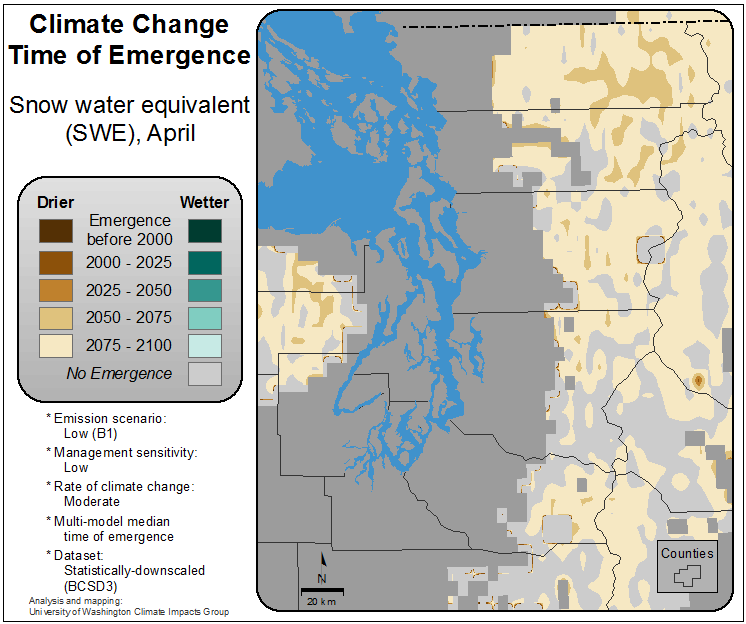 Climate Change
Time of Emergence
Snow water equivalent
(SWE), April
Drier
Wetter
Emergence
before 2000
2000 - 2025
2025 - 2050
2050 - 2075
2075 - 2100
No Emergence
* Emission scenario:
Low (B1)
* Management sensitivity:
Low
* Rate of climate change:
Moderate
* Multi-model median
time of emergence
* Dataset:
Statistically-downscaled
(BCSD3)
Analysis and mapping:
University of Washington Climate Impacts Group
N
20 km
Counties